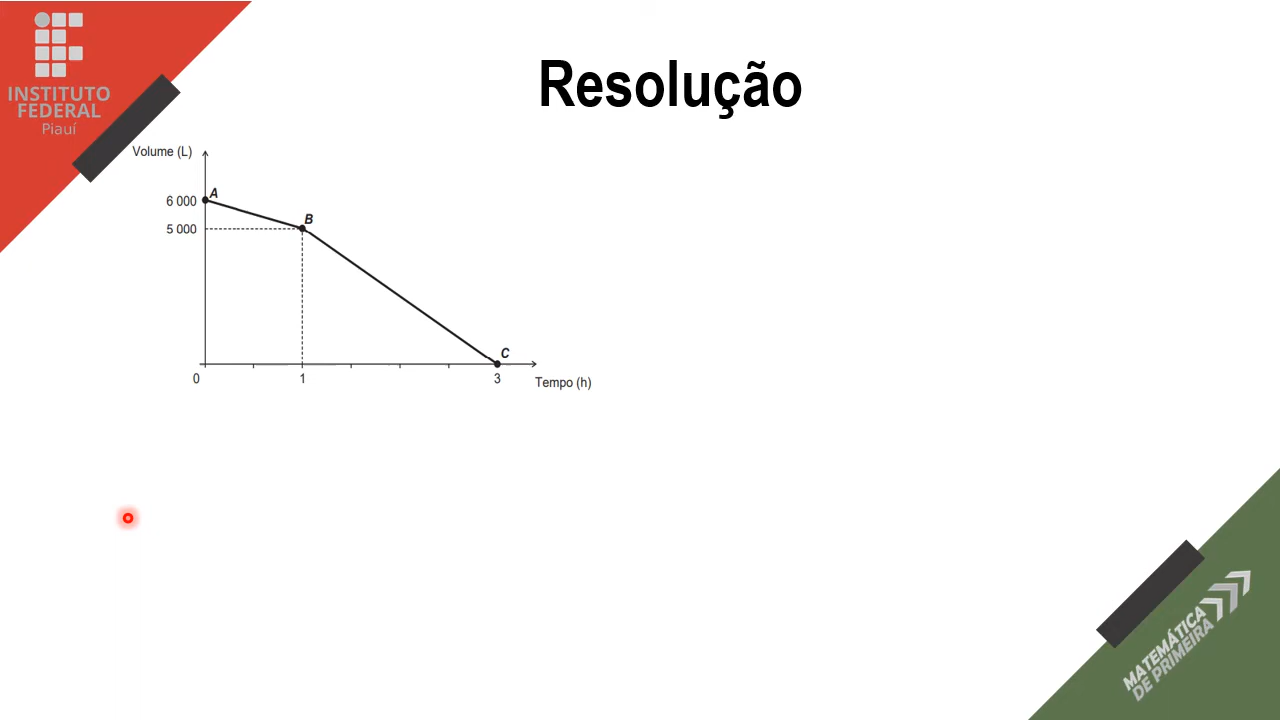 INSTITUTO
FEDERAL
Piauí
Resolução
Volume (L)
6 000
A
5 000
B
C
0
1
3
Tempo (h)
MATEMÁTICA
DE PRIMEIRA